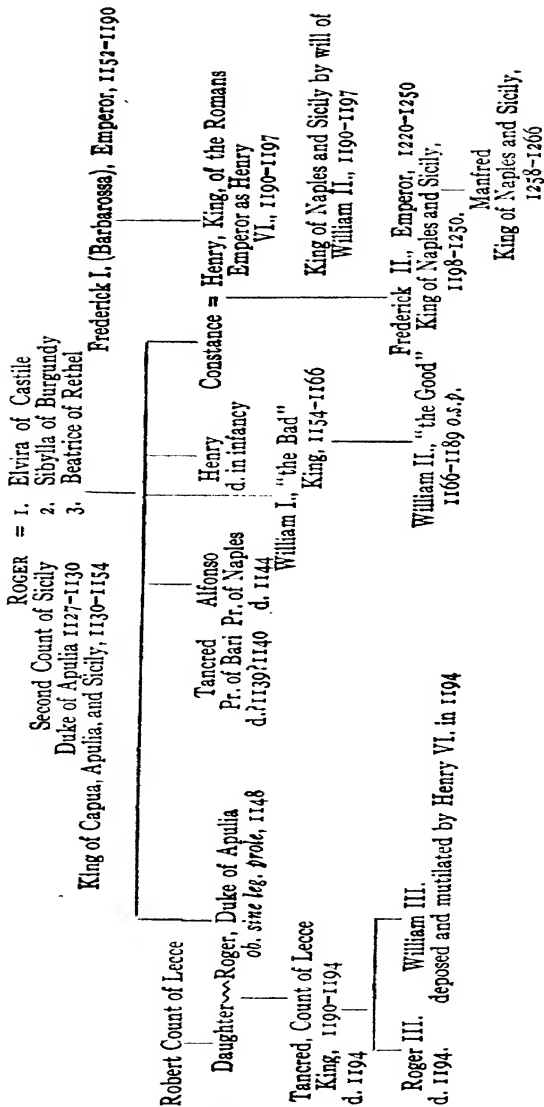 ROGER = 1. Elvira of Castile
Second Count of Sicily 2. Sibylla of Burgundy
Duke of Apulia 1127-1130 3. Beatrice of Rethel
King of Capua, Apulia, and Sicily, 1130-1154
Frederick I. (Barbarossa), Emperor, 1152-1190
Robert Count of Lecce
Daughter Roger, Duke of Apulia
ob. sine leg. prole, 1148
Tancred
Pr. of Bari
d.?1139?1140
Alfonso
Pr. of Naples
d. 1144
Henry
d. in infancy
Constance = Henry, King, of the Romans
Emperor as Henry
VI., 1190-1197
King of Naples and Sicily by will of
William II., 1190-1197
William I., "the Bad"
King, 1154-1166
Tancred, Count of Lecce
King, 1190-1194
d. 1194
William II., "the Good"
1166-1189 o.s.p.
Frederick II., Emperor, 1220-1250
King of Naples and Sicily,
1198-1250.
Roger III.
d. 1194.
William III.
deposed and mutilated by Henry VI. in 1194
Manfred
King of Naples and Sicily,
1258-1266